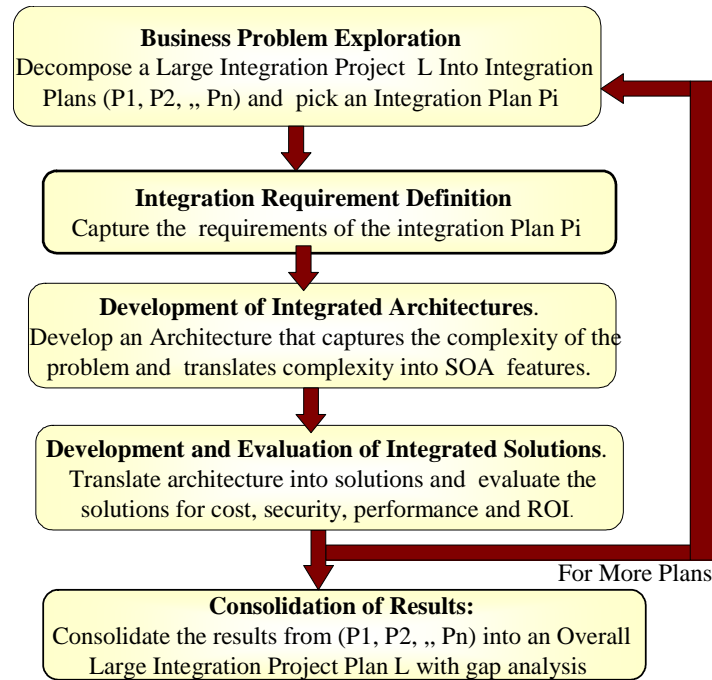 Business Problem Exploration
Decompose a Large Integration Project L Into Integration
Plans (P1, P2, ,, Pn) and pick an Integration Plan Pi
Integration Requirement Definition
Capture the requirements of the integration Plan Pi
Development of Integrated Architectures.
Develop an Architecture that captures the complexity of the
problem and translates complexity into SOA features.
Development and Evaluation of Integrated Solutions.
Translate architecture into solutions and evaluate the
solutions for cost, security, performance and ROI.
For More Plans
Consolidation of Results:
Consolidate the results from (P1, P2, ,, Pn) into an Overall
Large Integration Project Plan L with gap analysis